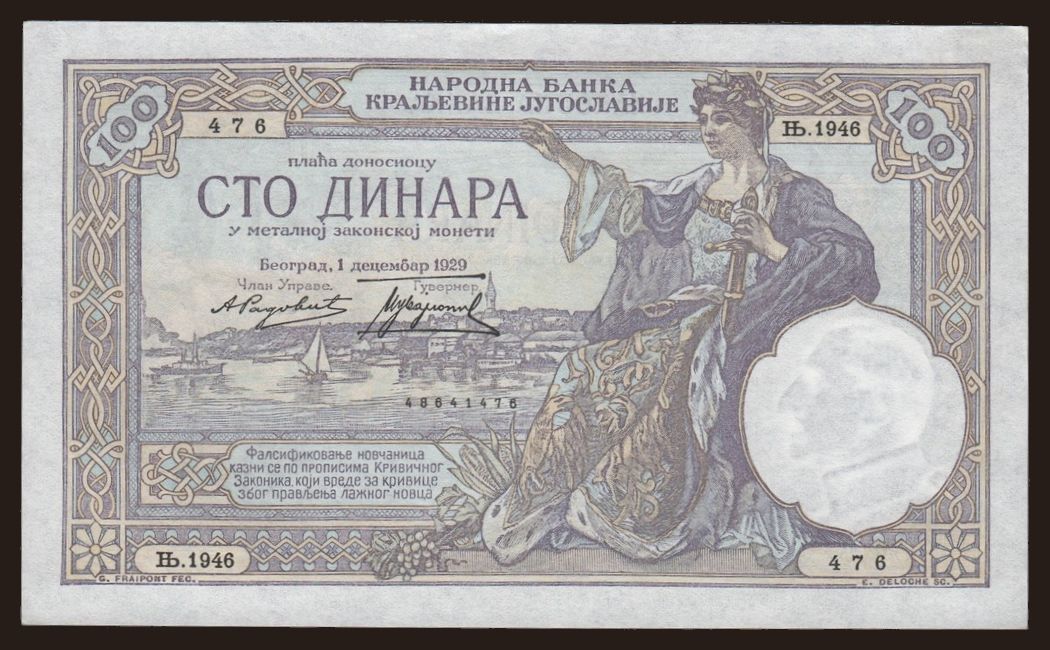 НАРОДНА БАНКА
КРАЉЕВИНЕ ЈУГОСЛАВИЈЕ
100
100
476
Њ.1946
плаћа доносиоцу
СТО ДИНАРА
у металној законској монети
Београд, 1 децембар 1929
Члан Управе.
Гувернер
А Радовић
48641476
Фалсификовање новчаница
казни се по прописима Кривичног
Законика, који вреде за кривице
због прављења лажног новца
Њ.1946
476
G. FRAIPONT FEC.
E. DELOCHE SC.